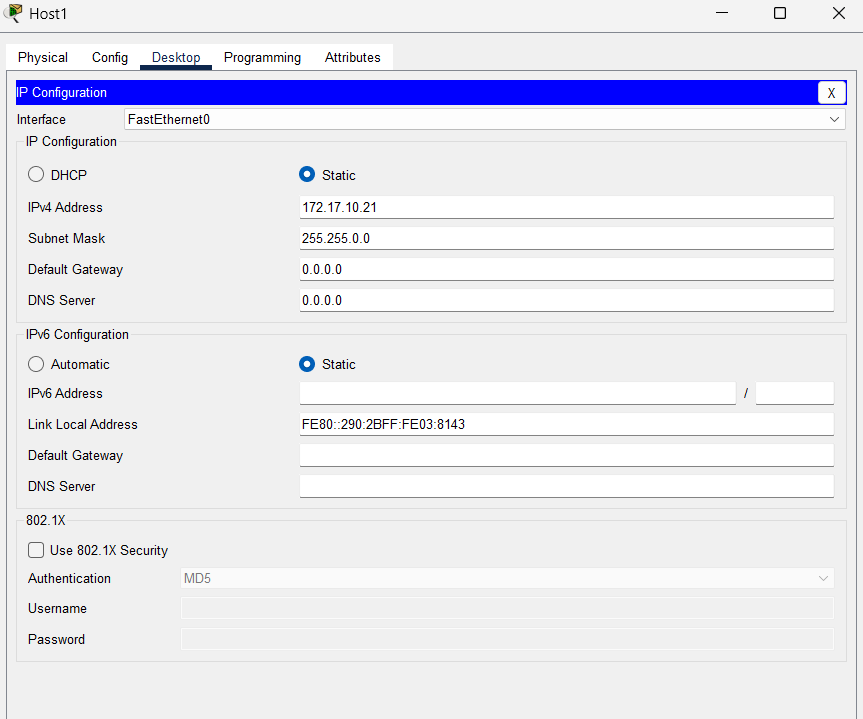 Host1
Physical Config Desktop Programming Attributes
IP Configuration X
Interface FastEthernet0
IP Configuration
DHCP Static
IPv4 Address 172.17.10.21
Subnet Mask 255.255.0.0
Default Gateway 0.0.0.0
DNS Server 0.0.0.0
IPv6 Configuration
Automatic Static
IPv6 Address /
Link Local Address FE80::290:2BFF:FE03:8143
Default Gateway
DNS Server
802.1X
Use 802.1X Security
Authentication MD5
Username
Password